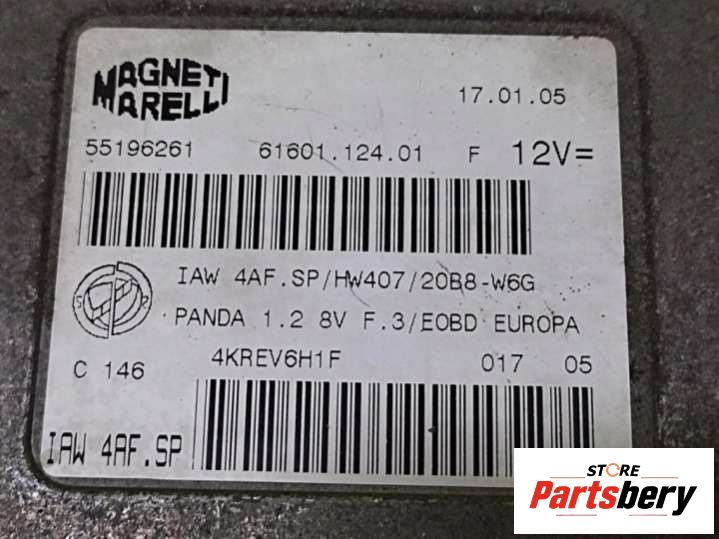 MAGNETI
MARELLI
17.01.05
55196261 61601.124.01 F 12V=
IAW 4AF.SP/HW407/20B8-W6G
S R
PANDA 1.2 8V F.3/EOBD EUROPA
C 146 4KREV6H1F 017 05
IAW 4AF.SP
STORE
Partsbery